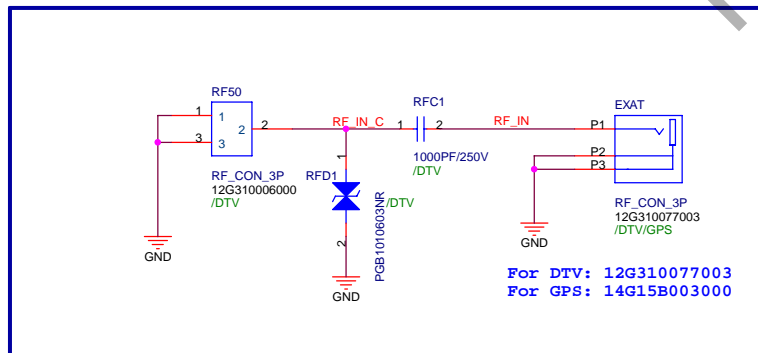 RF50
1
1
2
2
3
3
RF_CON_3P
12G310006000
/DTV
GND
RF_IN_C
1
RFD1
2
PGB1010603NR
/DTV
GND
RFC1
1
2
1000PF/250V
/DTV
RF_IN
EXAT
P1
P2
P3
RF_CON_3P
12G310077003
/DTV/GPS
GND
For DTV: 12G310077003
For GPS: 14G15B003000